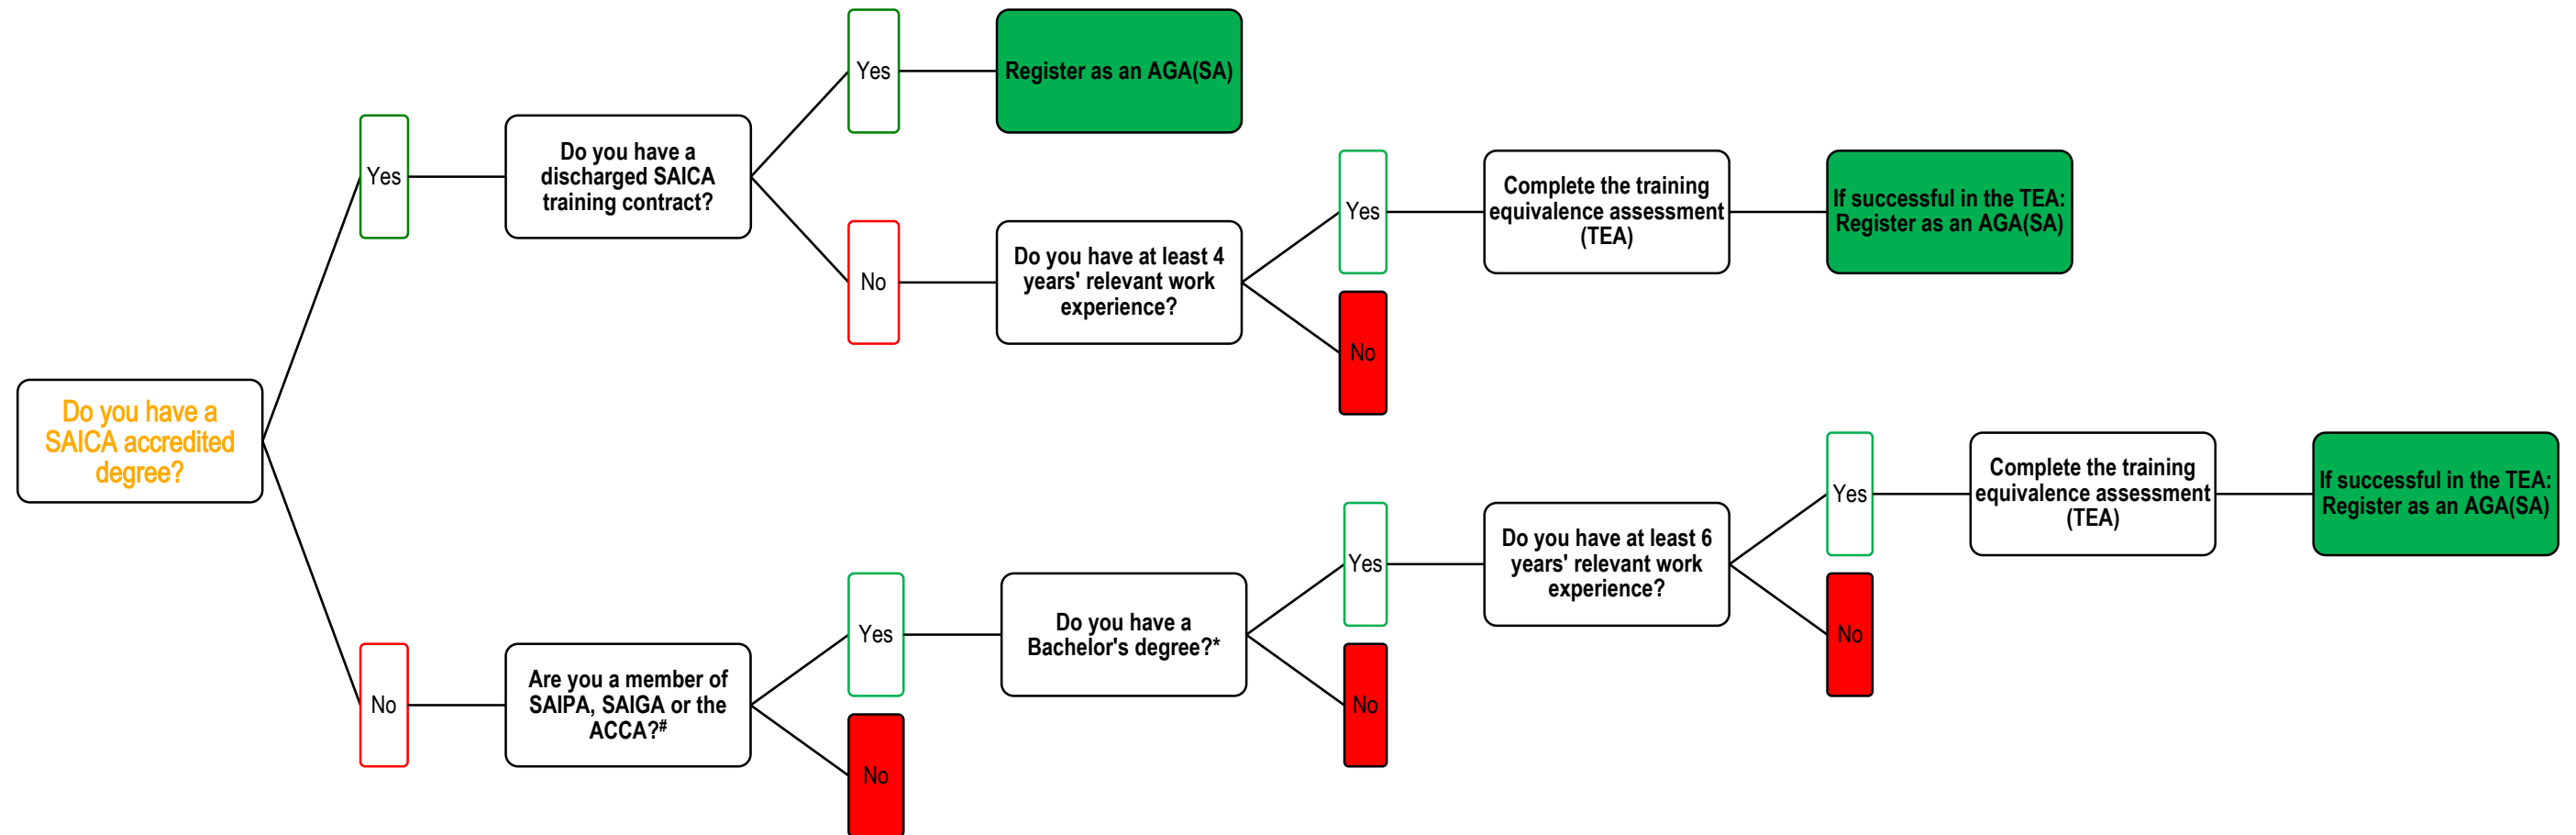 Do you have a
SAICA accredited
degree?
Yes
Do you have a
discharged SAICA
training contract?
Yes
Register as an AGA(SA)
No
Do you have at least 4
years' relevant work
experience?
Yes
Complete the training
equivalence assessment
(TEA)
If successful in the TEA:
Register as an AGA(SA)
No
No
Are you a member of
SAIPA, SAIGA or the
ACCA?#
Yes
Do you have a
Bachelor's degree?*
Yes
Do you have at least 6
years' relevant work
experience?
Yes
Complete the training
equivalence assessment
(TEA)
If successful in the TEA:
Register as an AGA(SA)
No
No
No